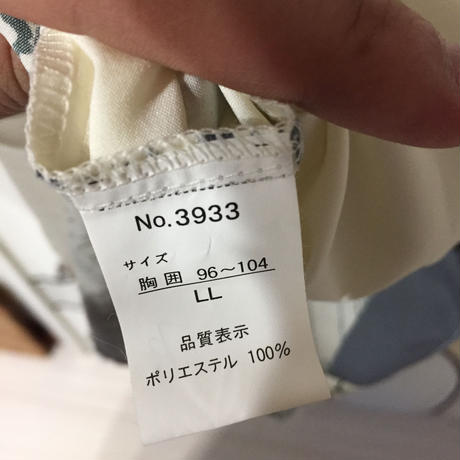 No.3933
サイズ
胸囲 96～104
LL
品質表示
ポリエステル 100%